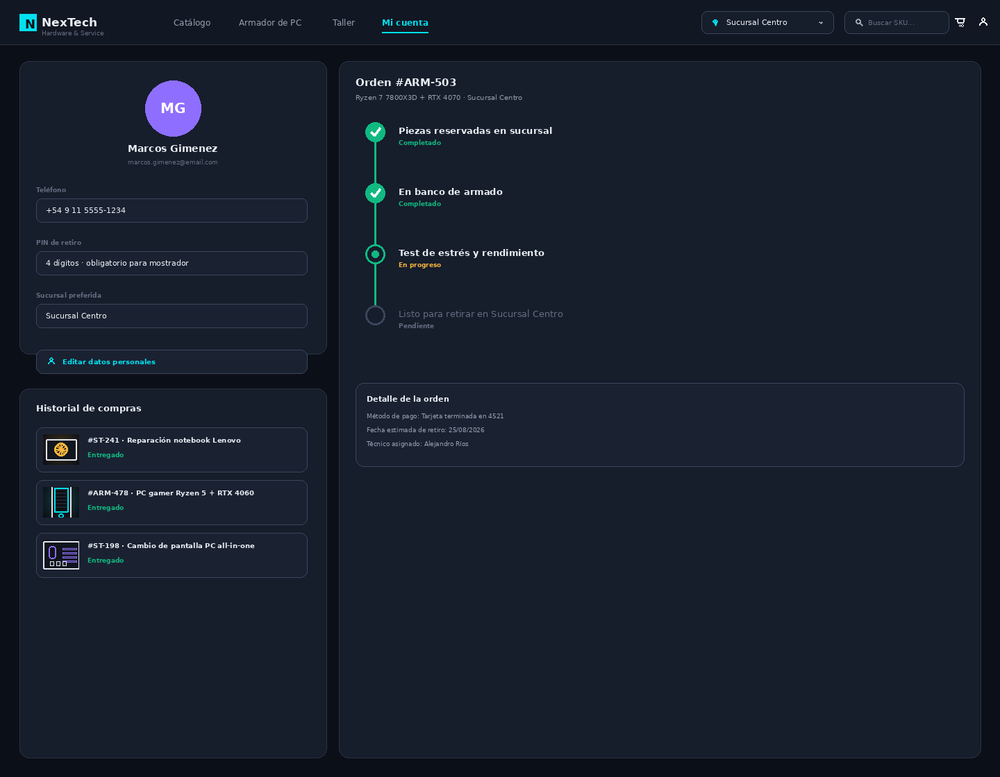 N NexTech
Hardware & Service
Catálogo
Armador de PC
Taller
Mi cuenta
Sucursal Centro
Buscar SKU...
MG
Marcos Gimenez
marcos.gimenez@email.com
Teléfono
+54 9 11 5555-1234
PIN de retiro
4 dígitos · obligatorio para mostrador
Sucursal preferida
Sucursal Centro
Editar datos personales
Historial de compras
#ST-241 · Reparación notebook Lenovo
Entregado
#ARM-478 · PC gamer Ryzen 5 + RTX 4060
Entregado
#ST-198 · Cambio de pantalla PC all-in-one
Entregado
Orden #ARM-503
Ryzen 7 7800X3D + RTX 4070 · Sucursal Centro
Piezas reservadas en sucursal
Completado
En banco de armado
Completado
Test de estrés y rendimiento
En progreso
Listo para retirar en Sucursal Centro
Pendiente
Detalle de la orden
Método de pago: Tarjeta terminada en 4521
Fecha estimada de retiro: 25/08/2026
Técnico asignado: Alejandro Ríos